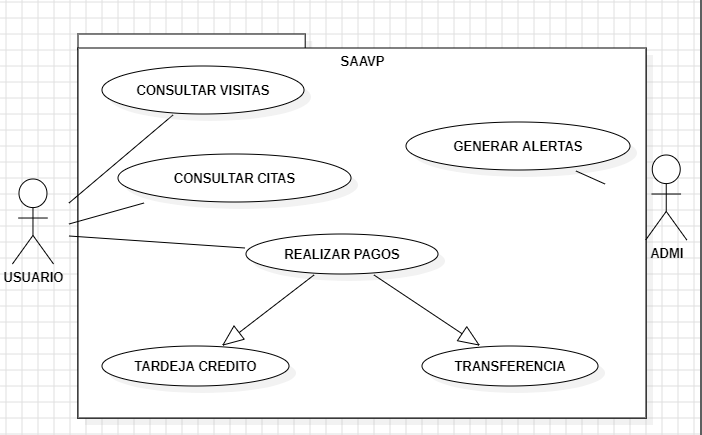 SAAVP
CONSULTAR VISITAS
GENERAR ALERTAS
CONSULTAR CITAS
REALIZAR PAGOS
ADMI
USUARIO
TARDEJA CREDITO
TRANSFERENCIA